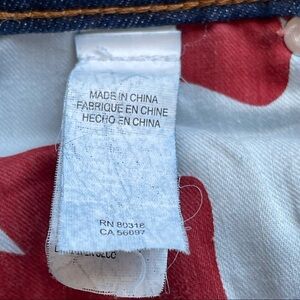 MADE IN CHINA
FABRIQUE EN CHINE
HECHO EN CHINA
RN 80318
CA 56097